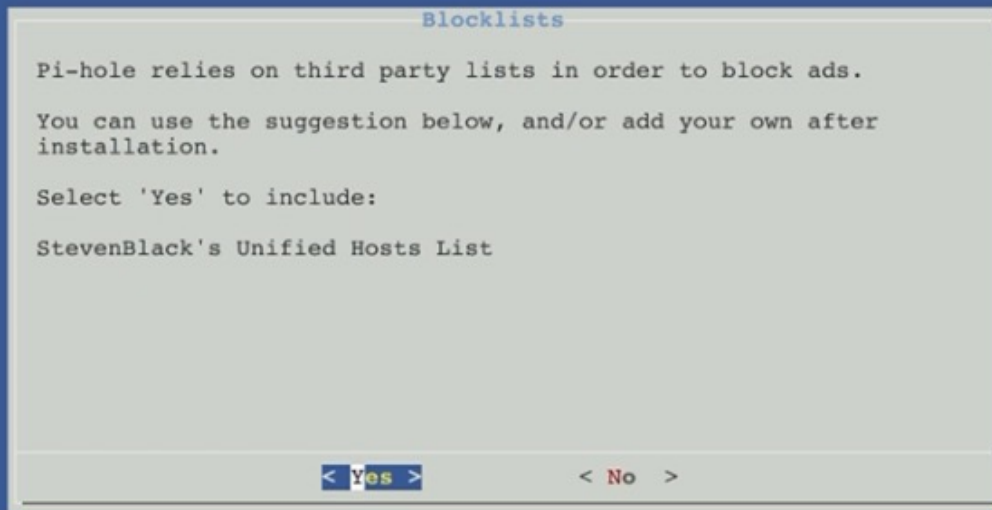 Blocklists
Pi-hole relies on third party lists in order to block ads.
You can use the suggestion below, and/or add your own after
installation.
Select 'Yes' to include:
StevenBlack's Unified Hosts List
< Yes > < No >